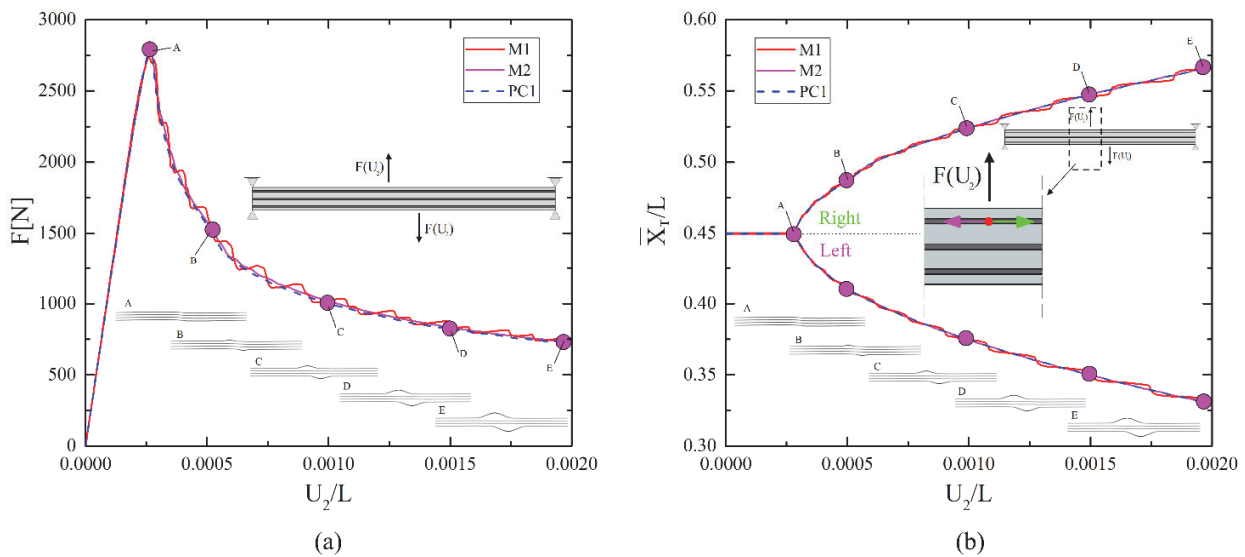 3000
2500
2000
1500
1000
500
0
F[N]
0.0000
0.0005
0.0010
0.0015
0.0020
U₂/L
M1
M2
PC1
A
B
C
D
E
F(U₂)
A
B
C
D
E
(a)
0.60
0.55
0.50
0.45
0.40
0.35
0.30
X̅_T/L
0.0000
0.0005
0.0010
0.0015
0.0020
U₂/L
M1
M2
PC1
A
B
C
D
E
Right
Left
F(U₂)
A
B
C
D
E
(b)